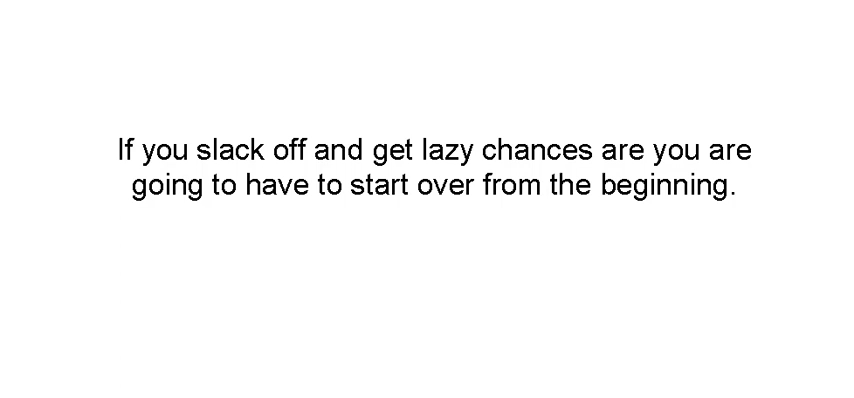 If you slack off and get lazy chances are you are
going to have to start over from the beginning.